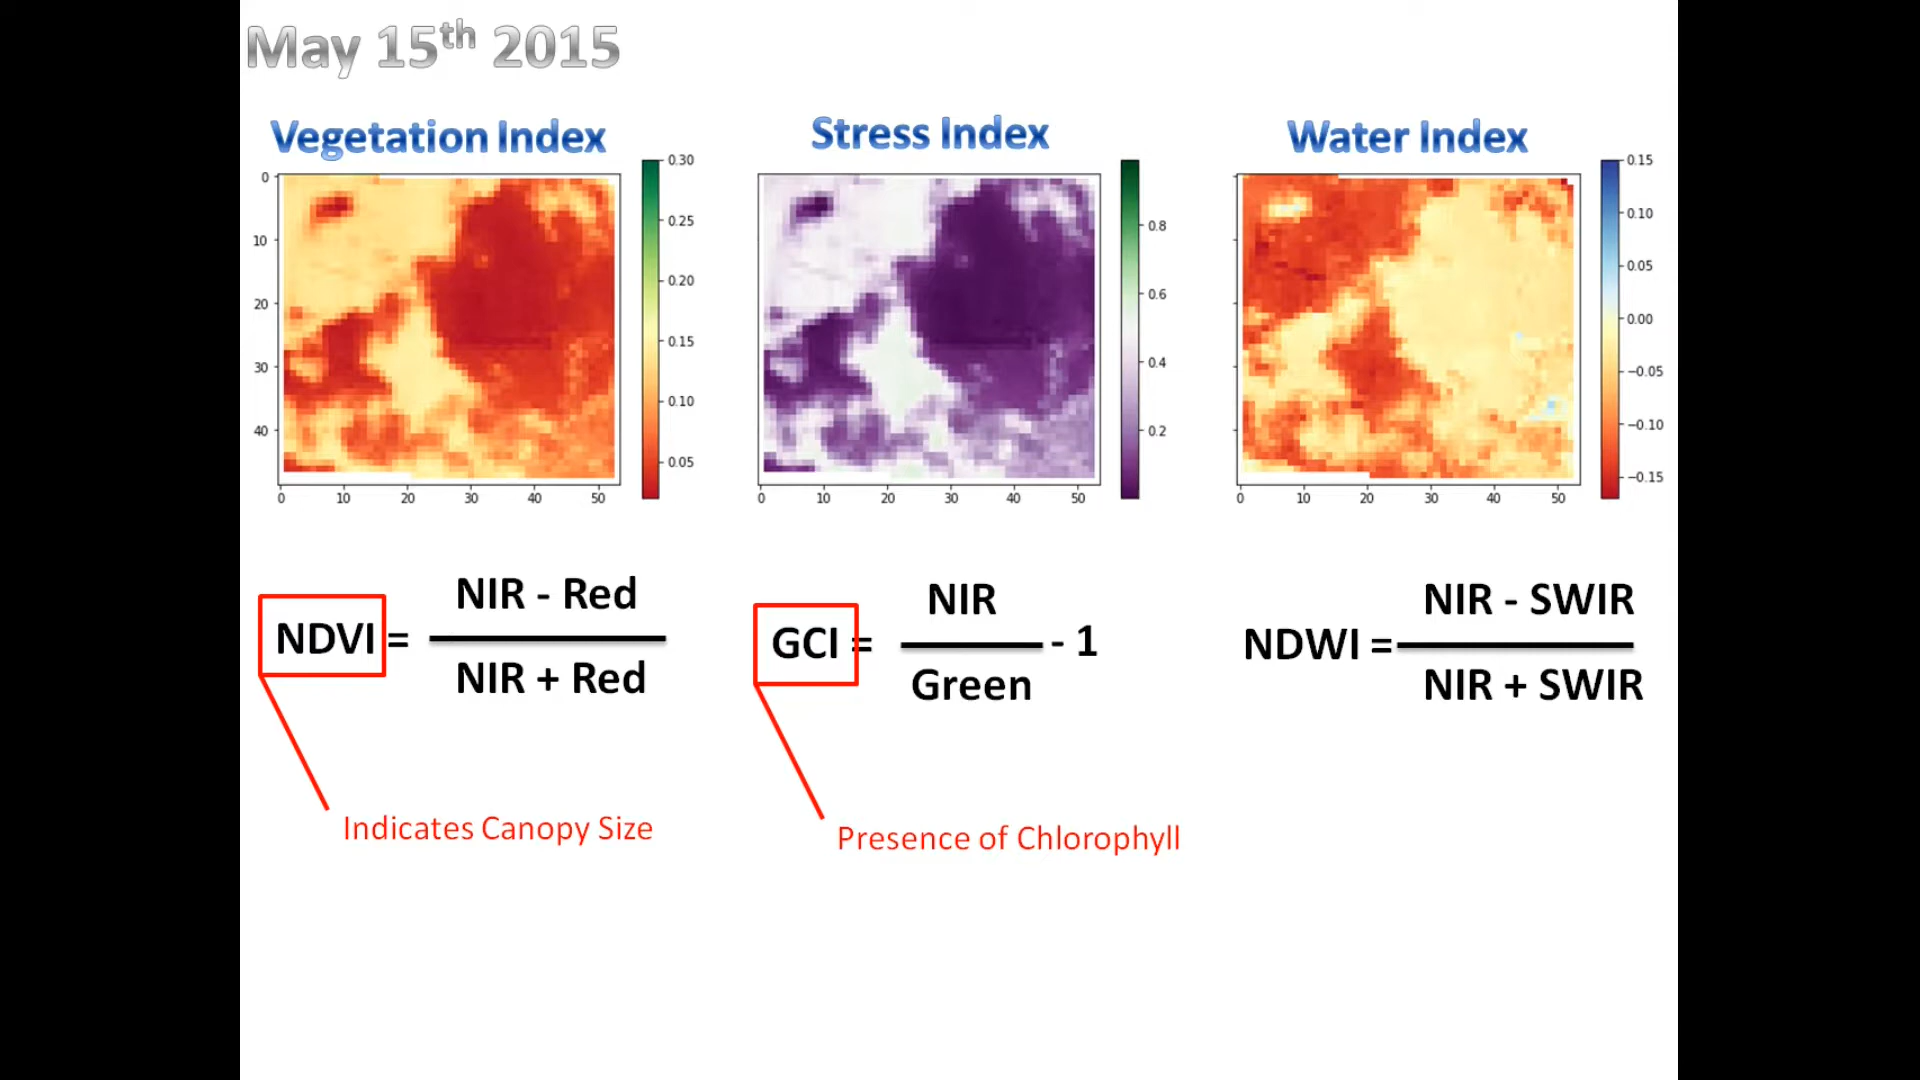 May 15th 2015
Vegetation Index
0.30
0.25
0.20
0.15
0.10
0.05
0
10
20
30
40
0 10 20 30 40 50
Stress Index
0.8
0.6
0.4
0.2
0 10 20 30 40 50
Water Index
0.15
0.10
0.05
0.00
−0.05
−0.10
−0.15
0 10 20 30 40 50
NDVI = NIR - Red
NIR + Red
Indicates Canopy Size
GCI = NIR - 1
Green
Presence of Chlorophyll
NDWI = NIR - SWIR
NIR + SWIR